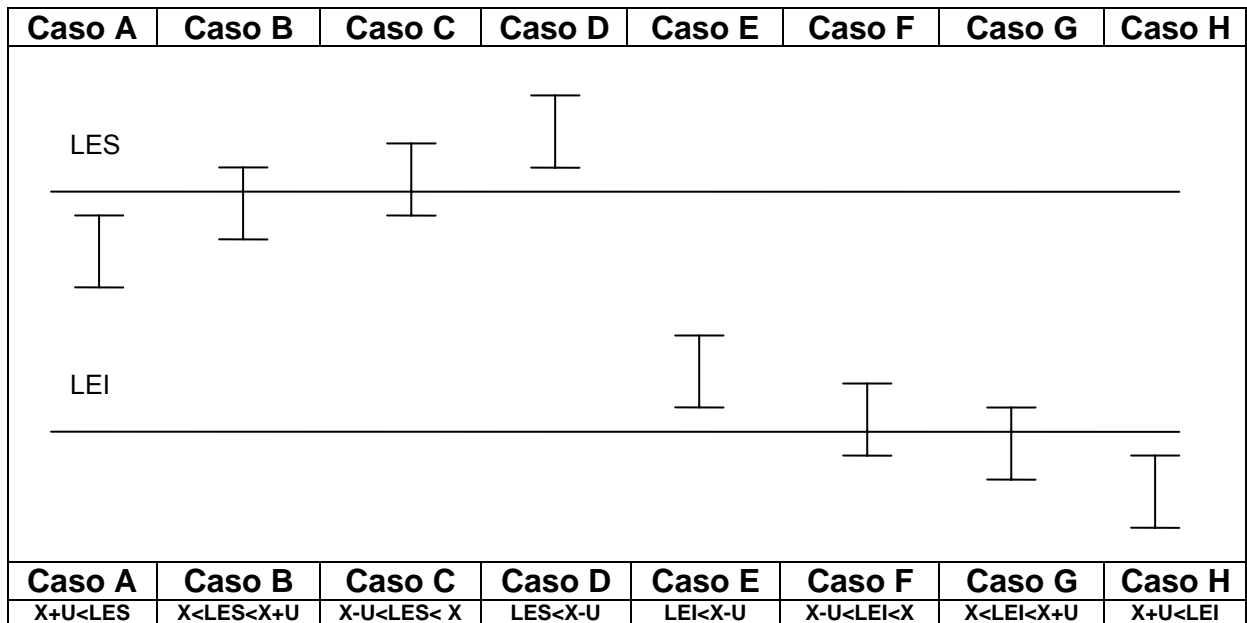 Caso A Caso B Caso C Caso D Caso E Caso F Caso G Caso H
LES
LEI
Caso A Caso B Caso C Caso D Caso E Caso F Caso G Caso H
X+U<LES X<LES<X+U X-U<LES< X LES<X-U LEI<X-U X-U<LEI<X X<LEI<X+U X+U<LEI